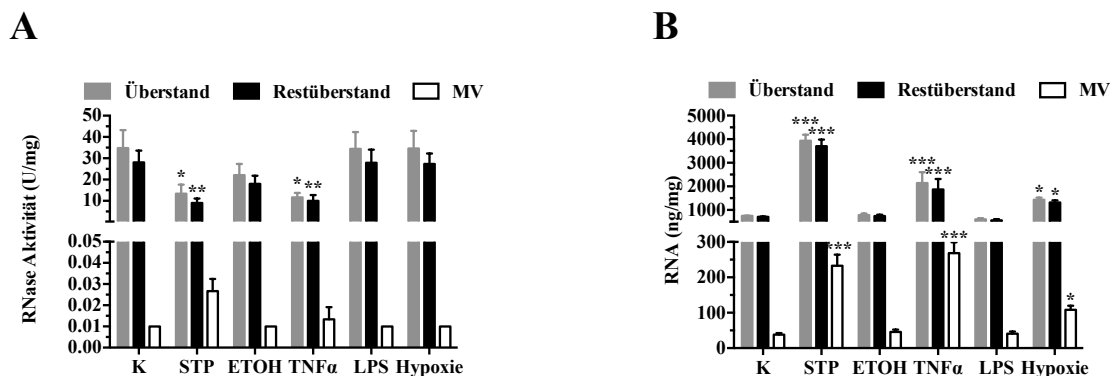 A
Überstand Restüberstand MV
RNase Aktivität (U/mg)
50
40
30
20
10
0.05
0.04
0.03
0.02
0.01
0.00
* ** * **
K STP ETOH TNFα LPS Hypoxie
B
Überstand Restüberstand MV
RNA (ng/mg)
5000
4000
3000
2000
1000
300
200
100
0
*** *** *** *** * *
*** *** *
K STP ETOH TNFα LPS Hypoxie